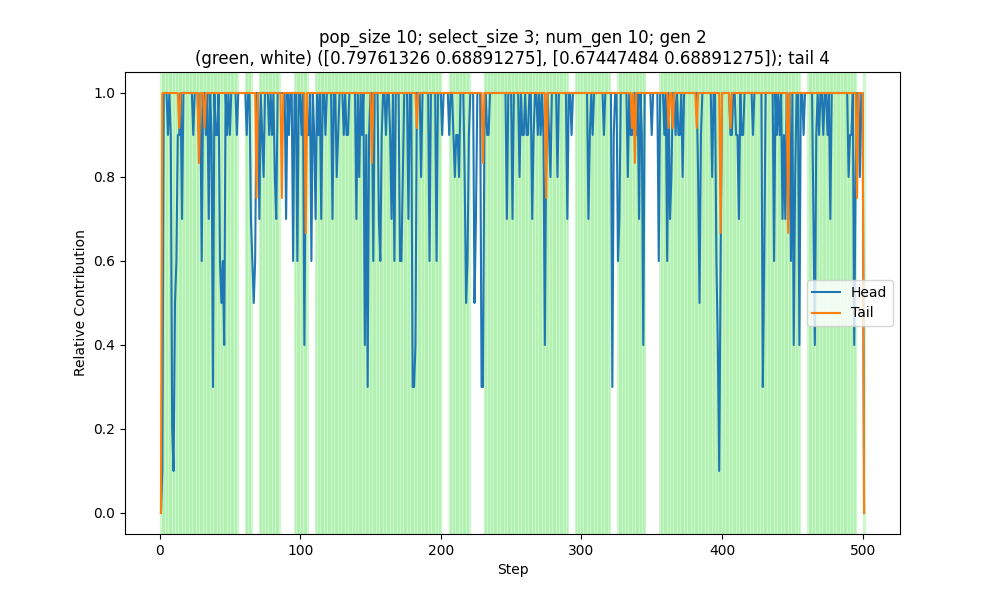 pop_size 10; select_size 3; num_gen 10; gen 2
(green, white) ([0.79761326 0.68891275], [0.67447484 0.68891275]); tail 4
Relative Contribution
1.0
0.8
0.6
0.4
0.2
0.0
Head
Tail
0 100 200 300 400 500
Step